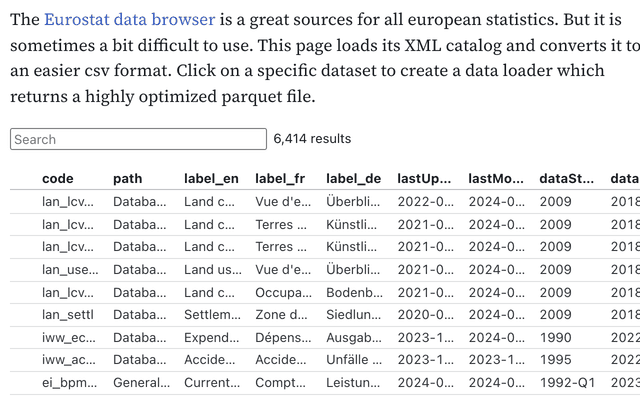 The Eurostat data browser is a great sources for all european statistics. But it is
sometimes a bit difficult to use. This page loads its XML catalog and converts it to
an easier csv format. Click on a specific dataset to create a data loader which
returns a highly optimized parquet file.
Search 6,414 results
code path label_en label_fr label_de lastUp... lastMo... dataSt... data
lan_lcv... Databa... Land c... Vue d'e... Überbli... 2022-0... 2024-0... 2009 2018
lan_lcv... Databa... Land c... Terres ... Künstli... 2021-0... 2024-0... 2009 2018
lan_lcv... Databa... Land c... Terres ... Künstli... 2021-0... 2024-0... 2009 2018
lan_use... Databa... Land us... Vue d'e... Überbli... 2021-0... 2024-0... 2009 2018
lan_lcv... Databa... Land c... Occupa... Bodenb... 2021-0... 2024-0... 2009 2018
lan_settl Databa... Settlem... Zone d... Siedlun... 2020-0... 2024-0... 2009 2018
iww_ec... Databa... Expend... Dépens... Ausgab... 2023-1... 2024-0... 1990 2022
iww_ac... Databa... Accide... Accide... Unfälle ... 2023-1... 2023-1... 1995 2022
ei_bpm... General... Current... Compt... Leistun... 2024-0... 2024-0... 1992-Q1 2023